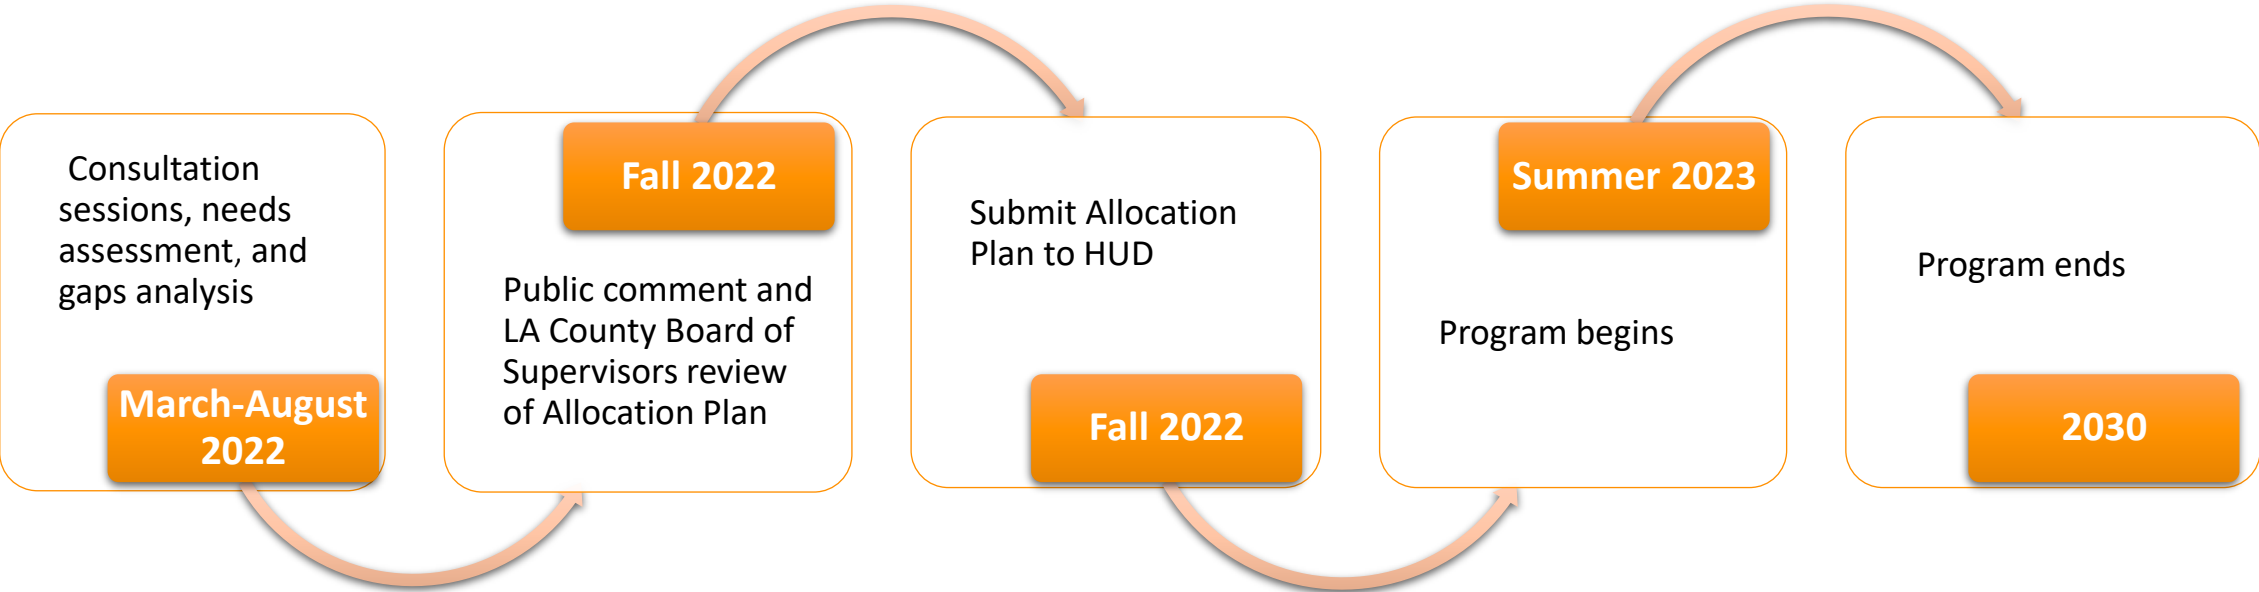 Consultation
sessions, needs
assessment, and
gaps analysis
March-August
2022
Fall 2022
Public comment and
LA County Board of
Supervisors review
of Allocation Plan
Submit Allocation
Plan to HUD
Fall 2022
Summer 2023
Program begins
Program ends
2030